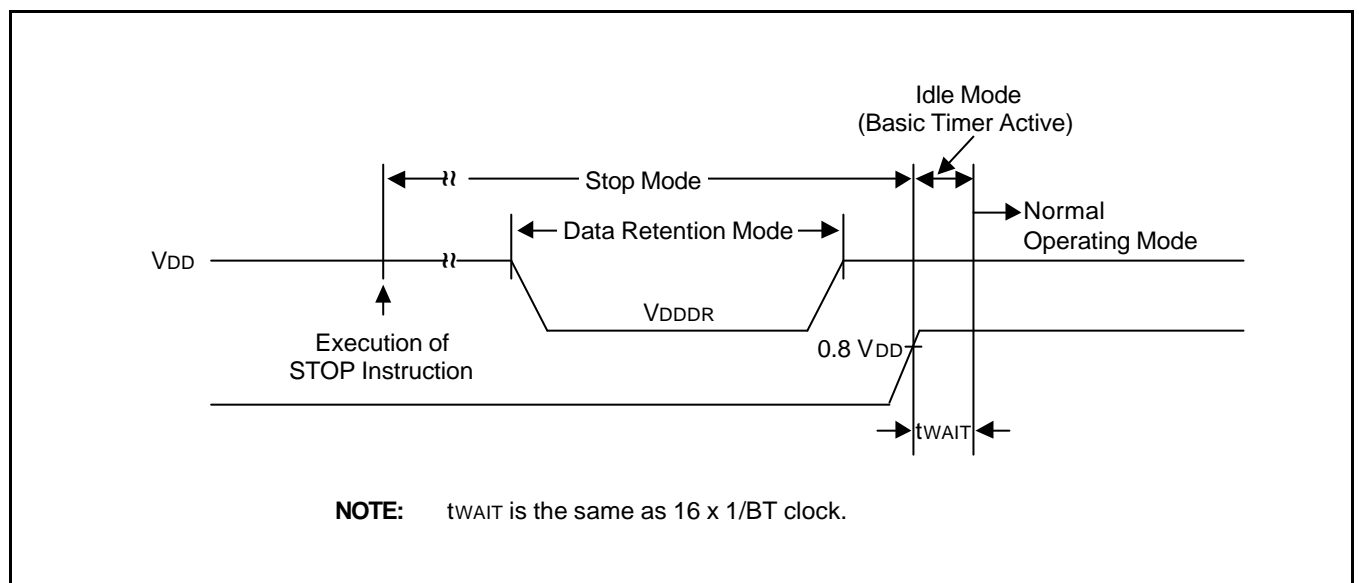 Idle Mode
(Basic Timer Active)
Stop Mode
Data Retention Mode
Normal
Operating Mode
VDD
VDDDR
Execution of
STOP Instruction
0.8 VDD
tWAIT
NOTE: tWAIT is the same as 16 x 1/BT clock.